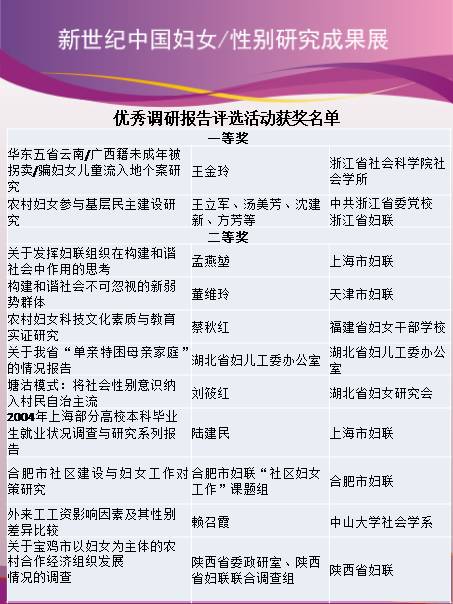 新世纪中国妇女/性别研究成果展
优秀调研报告评选活动获奖名单
一等奖
华东五省云南/广西籍未成年被
拐卖/骗妇女儿童流入地个案研
究
王金玲
浙江省社会科学院社
会学所
农村妇女参与基层民主建设研
究
王立军、汤美芳、沈建
新、方芳等
中共浙江省委党校
浙江省妇联
二等奖
关于发挥妇联组织在构建和谐
社会中作用的思考
孟燕堃
上海市妇联
构建和谐社会不可忽视的新弱
势群体
董维玲
天津市妇联
农村妇女科技文化素质与教育
实证研究
蔡秋红
福建省妇女干部学校
关于我省“单亲特困母亲家庭”
的情况报告
湖北省妇儿工委办公室
湖北省妇儿工委办公
室
塘沽模式：将社会性别意识纳
入村民自治主流
刘筱红
湖北省妇女研究会
2004年上海部分高校本科毕业
生就业状况调查与研究系列报
告
陆建民
上海市妇联
合肥市社区建设与妇女工作对
策研究
合肥市妇联“社区妇女
工作”课题组
合肥市妇联
外来工工资影响因素及其性别
差异比较
赖召霞
中山大学社会学系
关于宝鸡市以妇女为主体的农
村合作经济组织发展
情况的调查
陕西省委政研室、陕西
省妇联联合调查组
陕西省妇联